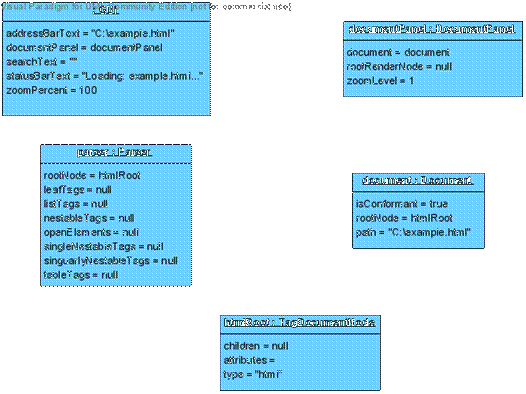 Visual Paradigm for UML Community Edition [not for commercial use]
addressBarText = "C:\example.html"
documentPanel = documentPanel
searchText = ""
statusBarText = "Loading: example.html..."
zoomPercent = 100
documentPanel : DocumentPanel
document = document
rootRenderNode = null
zoomLevel = 1
parser : Parser
rootNode = htmlRoot
leafTags = null
listTags = null
nestableTags = null
openElements = null
singleNestableTags = null
singularlyNestableTags = null
tableTags = null
document : Document
isConformant = true
rootNode = htmlRoot
path = "C:\example.html"
htmlRoot : TagDocumentNode
children = null
attributes =
type = "html"